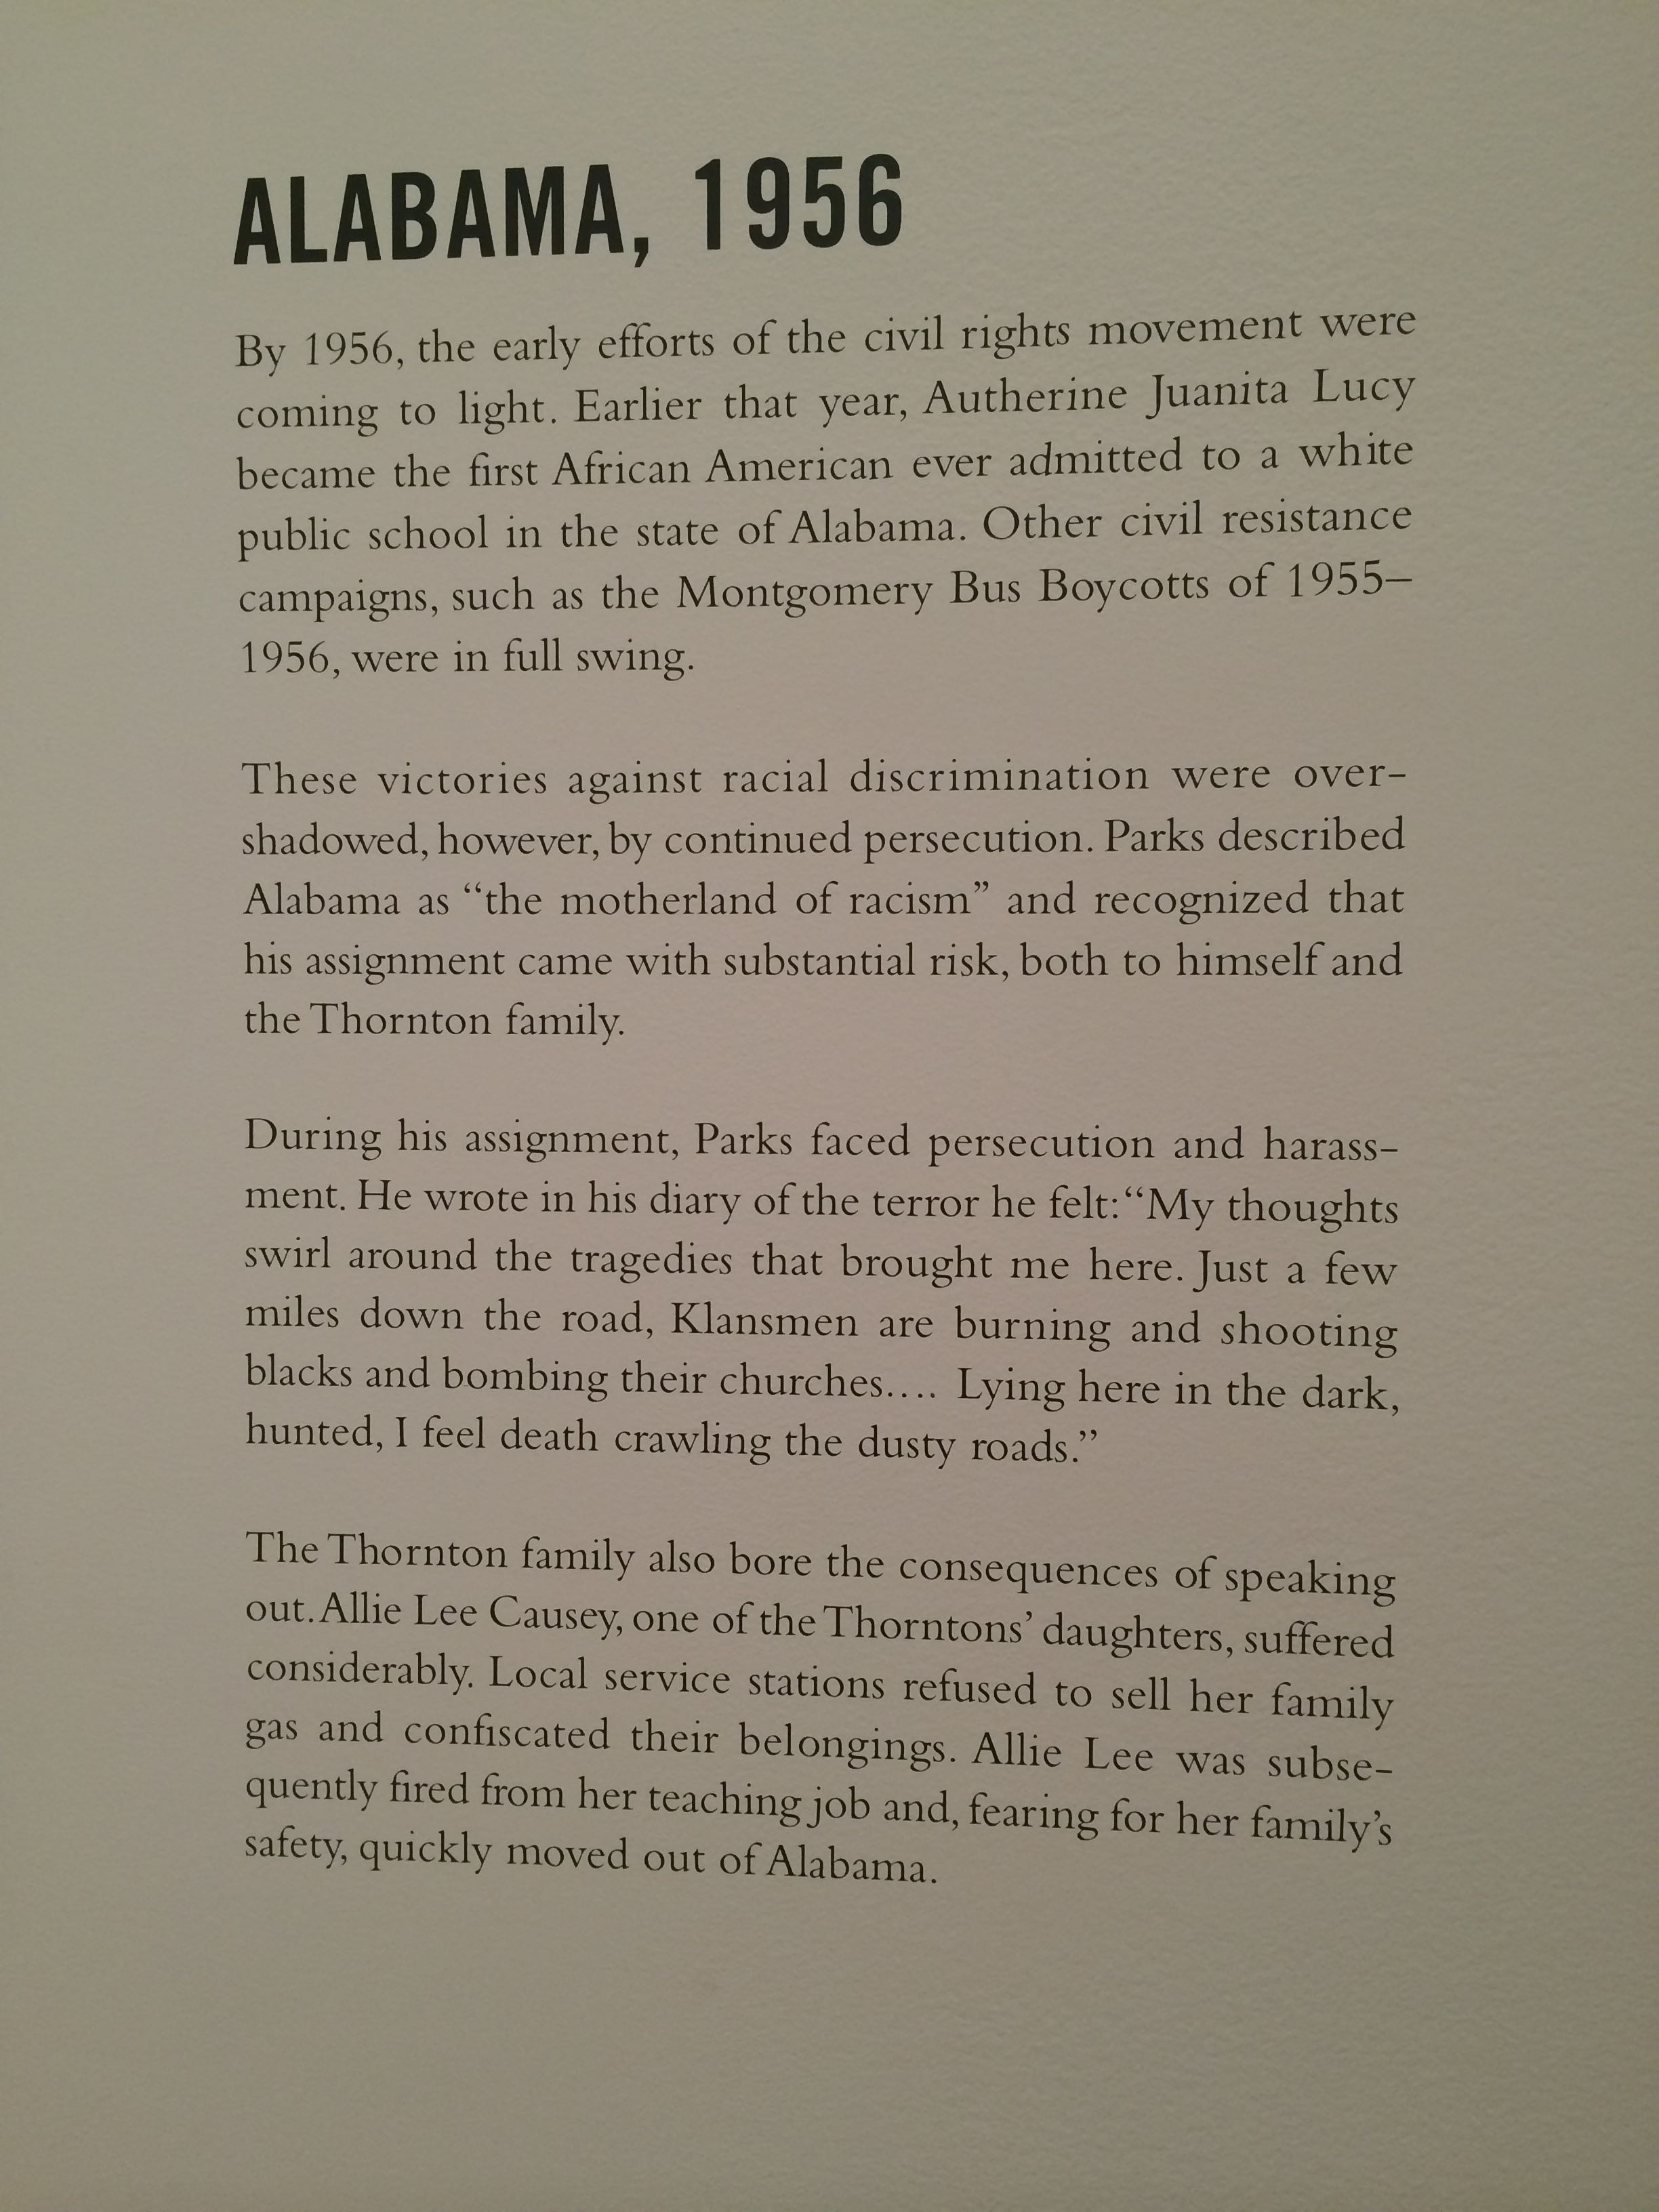 ALABAMA, 1956
By 1956, the early efforts of the civil rights movement were
coming to light. Earlier that year, Autherine Juanita Lucy
became the first African American ever admitted to a white
public school in the state of Alabama. Other civil resistance
campaigns, such as the Montgomery Bus Boycotts of 1955–
1956, were in full swing.
These victories against racial discrimination were over-
shadowed, however, by continued persecution. Parks described
Alabama as “the motherland of racism” and recognized that
his assignment came with substantial risk, both to himself and
the Thornton family.
During his assignment, Parks faced persecution and harass-
ment. He wrote in his diary of the terror he felt: “My thoughts
swirl around the tragedies that brought me here. Just a few
miles down the road, Klansmen are burning and shooting
blacks and bombing their churches.… Lying here in the dark,
hunted, I feel death crawling the dusty roads.”
The Thornton family also bore the consequences of speaking
out. Allie Lee Causey, one of the Thorntons’ daughters, suffered
considerably. Local service stations refused to sell her family
gas and confiscated their belongings. Allie Lee was subse-
quently fired from her teaching job and, fearing for her family’s
safety, quickly moved out of Alabama.